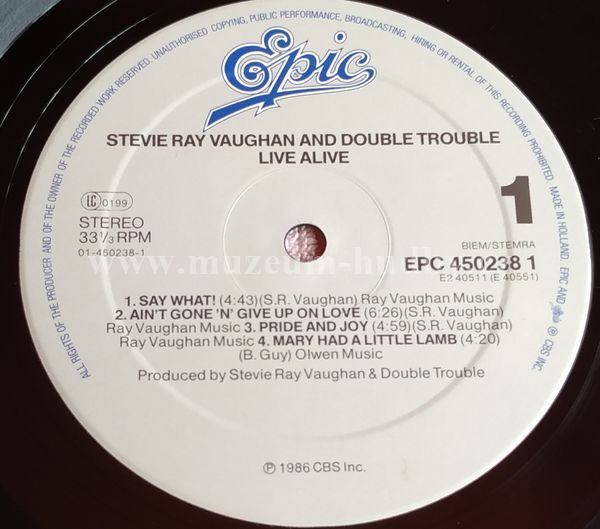 ALL RIGHTS OF THE PRODUCER AND OF THE OWNER OF THE RECORDED WORK RESERVED. UNAUTHORISED COPYING, PUBLIC PERFORMANCE, BROADCASTING, HIRING OR RENTAL OF THIS RECORDING PROHIBITED. MADE IN HOLLAND. EPIC AND Epic ® CBS INC.
Epic
STEVIE RAY VAUGHAN AND DOUBLE TROUBLE
LIVE ALIVE
LC 0199
STEREO
33 1/3 RPM
01-450238-1
1
BIEM/STEMRA
EPC 450238 1
E2 40511 (E 40551)
1. SAY WHAT! (4:43)(S.R. Vaughan) Ray Vaughan Music
2. AIN'T GONE 'N' GIVE UP ON LOVE (6:26)(S.R. Vaughan)
Ray Vaughan Music 3. PRIDE AND JOY (4:59)(S.R. Vaughan)
Ray Vaughan Music 4. MARY HAD A LITTLE LAMB (4:20)
(B. Guy) Olwen Music
Produced by Stevie Ray Vaughan & Double Trouble
℗ 1986 CBS Inc.